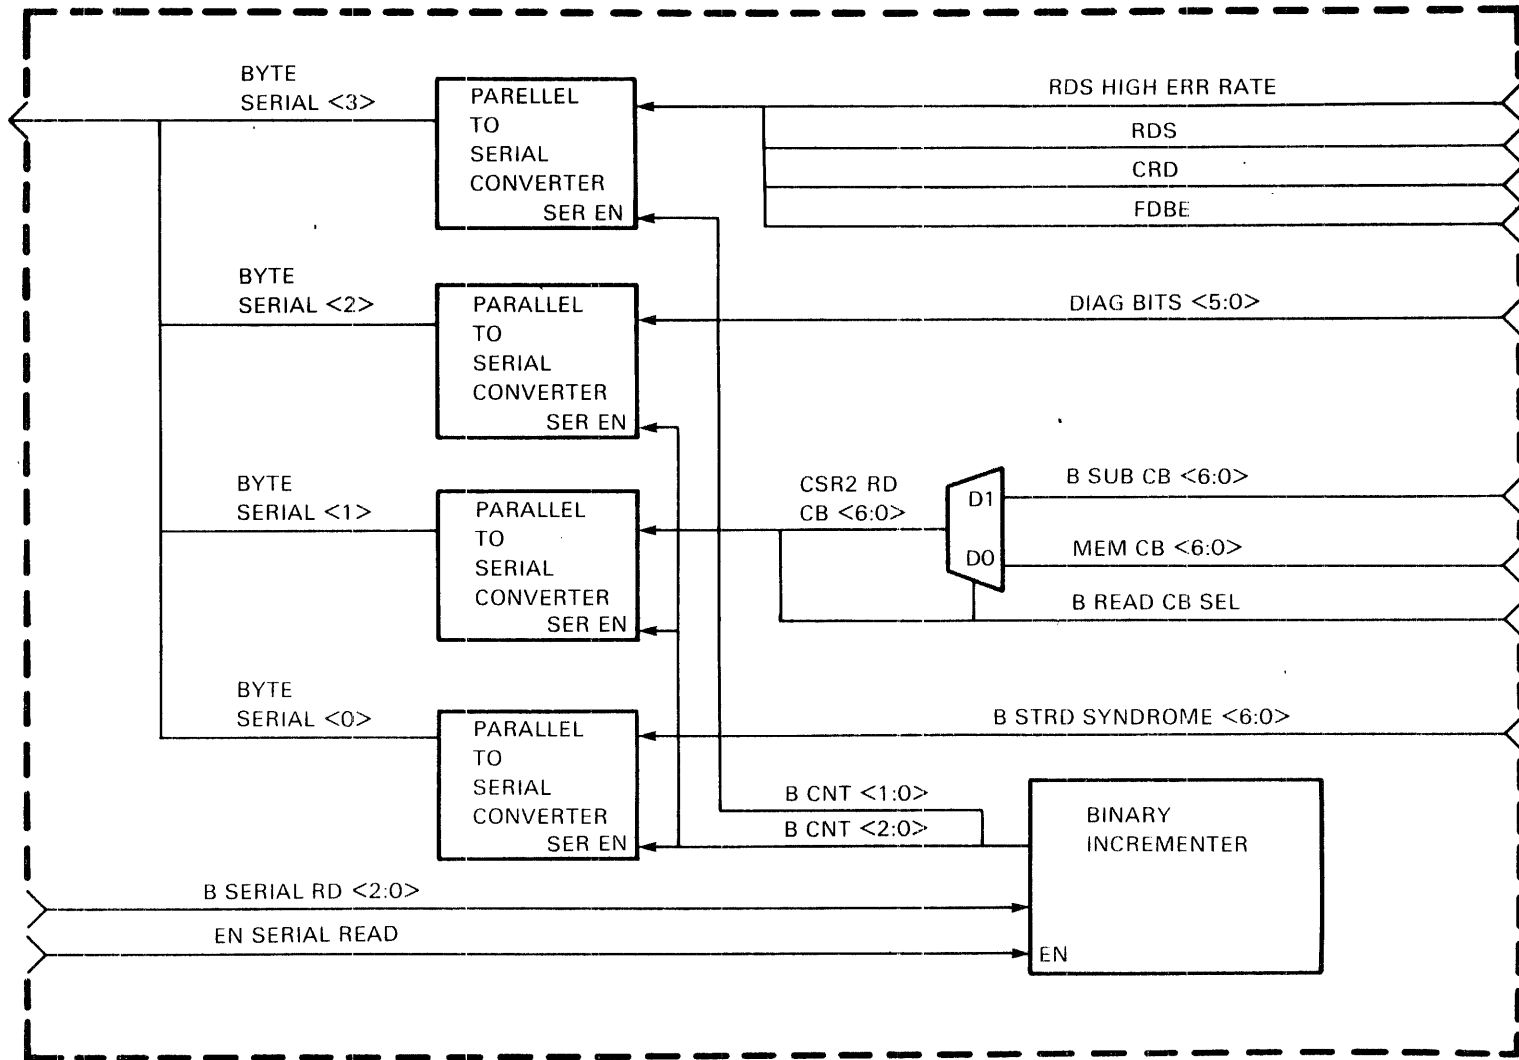 BYTE
SERIAL <3>
PARELLEL
TO
SERIAL
CONVERTER
SER EN
RDS HIGH ERR RATE
RDS
CRD
FDBE
BYTE
SERIAL <2>
PARALLEL
TO
SERIAL
CONVERTER
SER EN
DIAG BITS <5:0>
BYTE
SERIAL <1>
PARALLEL
TO
SERIAL
CONVERTER
SER EN
CSR2 RD
CB <6:0>
D1
D0
B SUB CB <6:0>
MEM CB <6:0>
B READ CB SEL
BYTE
SERIAL <0>
PARALLEL
TO
SERIAL
CONVERTER
SER EN
B STRD SYNDROME <6:0>
B CNT <1:0>
B CNT <2:0>
BINARY
INCREMENTER
EN
B SERIAL RD <2:0>
EN SERIAL READ